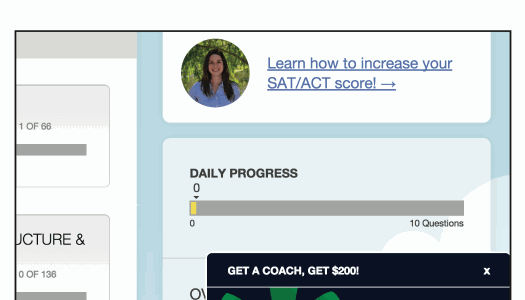 Learn how to increase your
SAT/ACT score! →
1 OF 66
DAILY PROGRESS
0
0 10 Questions
UCTURE &
0 OF 136
GET A COACH, GET $200! x
OV